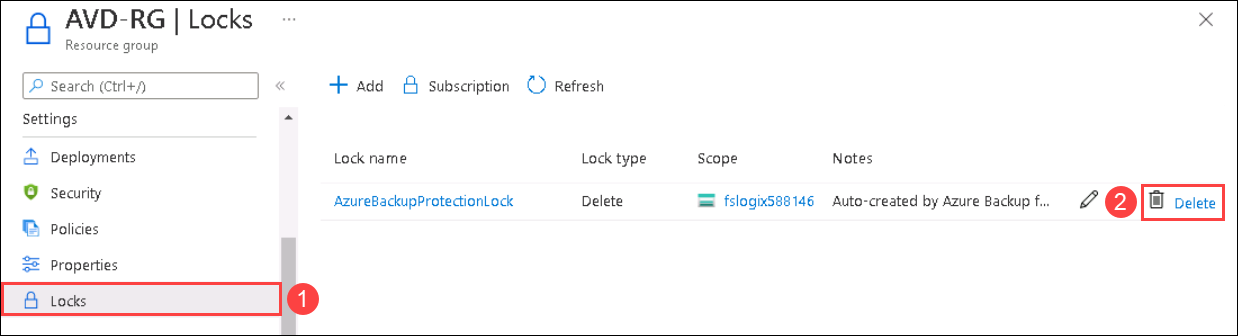 AVD-RG | Locks ...
Resource group
Search (Ctrl+/)
«
Add
Subscription
Refresh
Settings
Deployments
Security
Policies
Properties
Locks
1
Lock name Lock type Scope Notes
AzureBackupProtectionLock Delete fslogix588146 Auto-created by Azure Backup f... 2 Delete